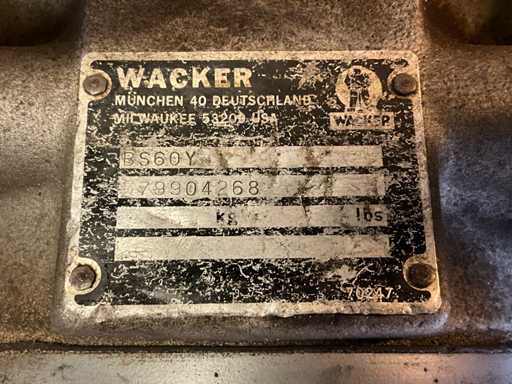 WACKER
MÜNCHEN 40 DEUTSCHLAND
MILWAUKEE 53209 USA
WACKER
BS60Y
79904268
kg lbs
70247